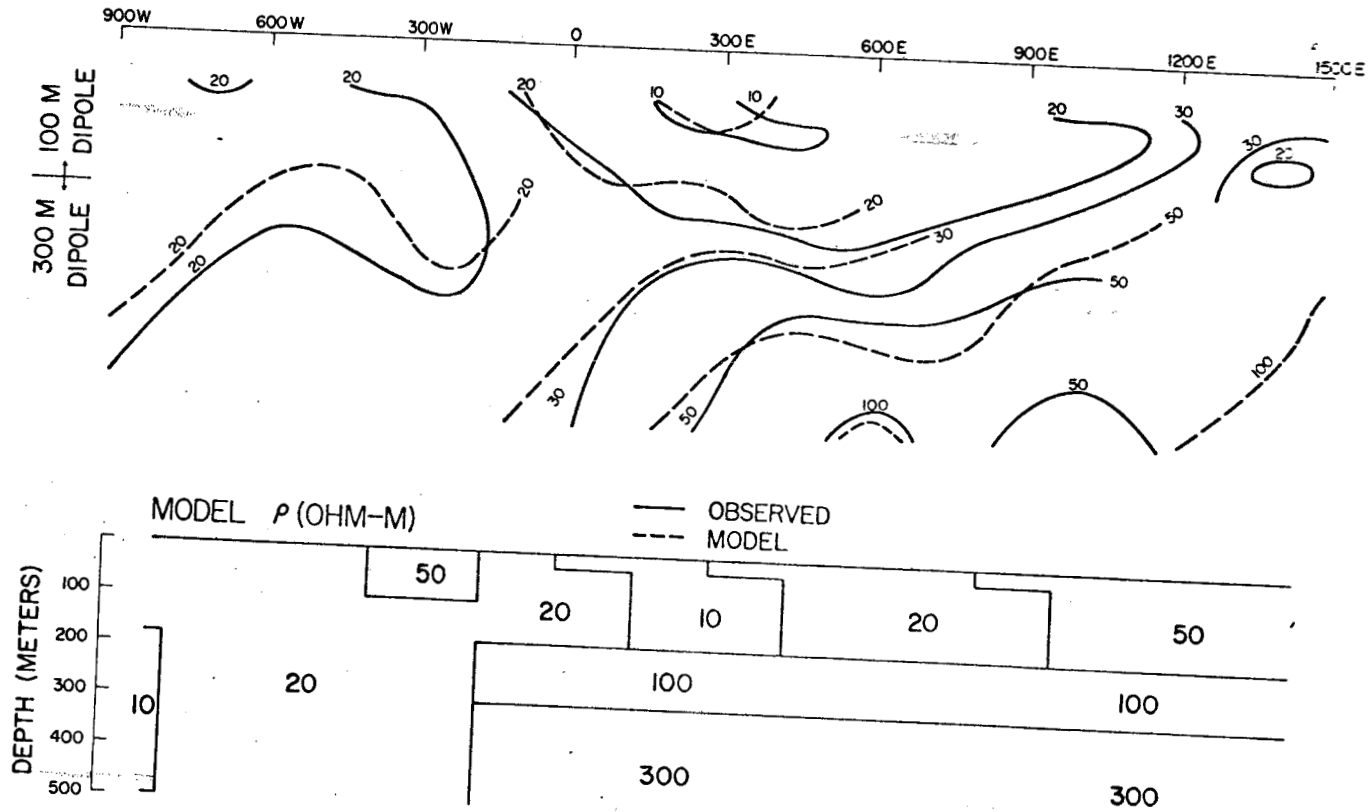 900W 600W 300W 0 300E 600E 900E 1200E 1500E
300 M DIPOLE
100 M DIPOLE
20 20 20 10 10 20 30 30 20
20 20 20 20 30 50 50
30 50 100 50 100
MODEL ρ (OHM-M)
OBSERVED
MODEL
DEPTH (METERS)
100
200
300
400
500
50 20 10 20 50
10 20 100 100
300 300